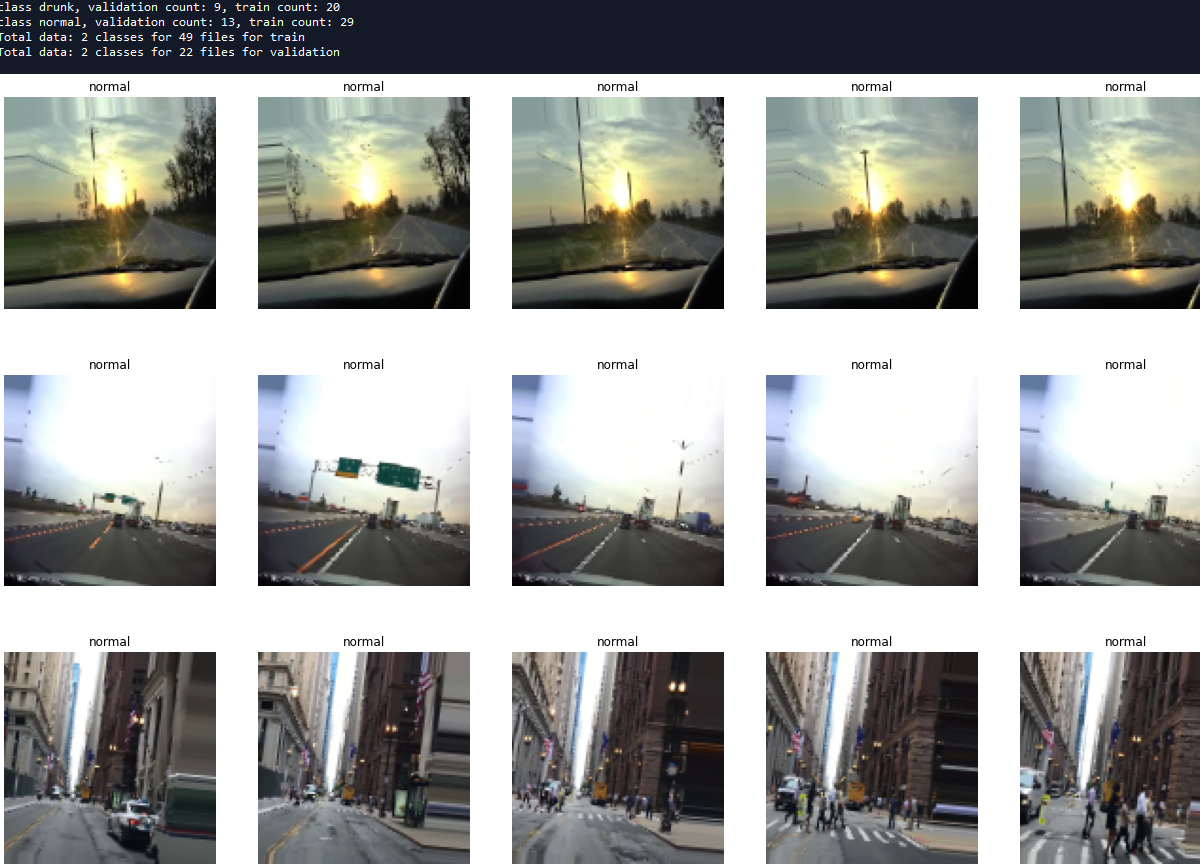 class drunk, validation count: 9, train count: 20
class normal, validation count: 13, train count: 29
Total data: 2 classes for 49 files for train
Total data: 2 classes for 22 files for validation
normal normal normal normal normal
normal normal normal normal normal
normal normal normal normal normal